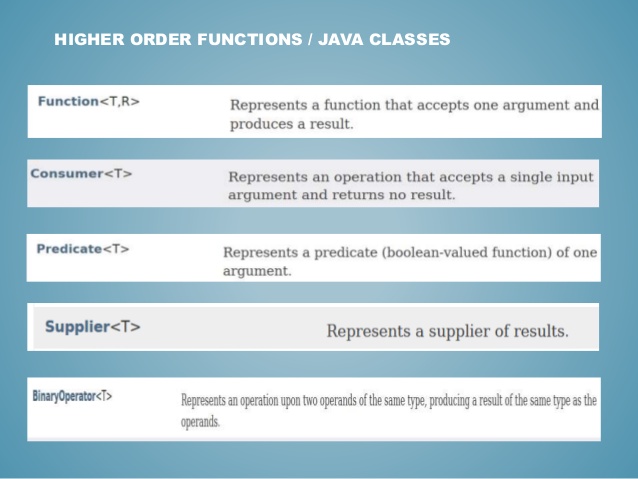 HIGHER ORDER FUNCTIONS / JAVA CLASSES
Function<T,R>
Represents a function that accepts one argument and
produces a result.
Consumer<T>
Represents an operation that accepts a single input
argument and returns no result.
Predicate<T>
Represents a predicate (boolean-valued function) of one
argument.
Supplier<T>
Represents a supplier of results.
BinaryOperator<T>
Represents an operation upon two operands of the same type, producing a result of the same type as the
operands.